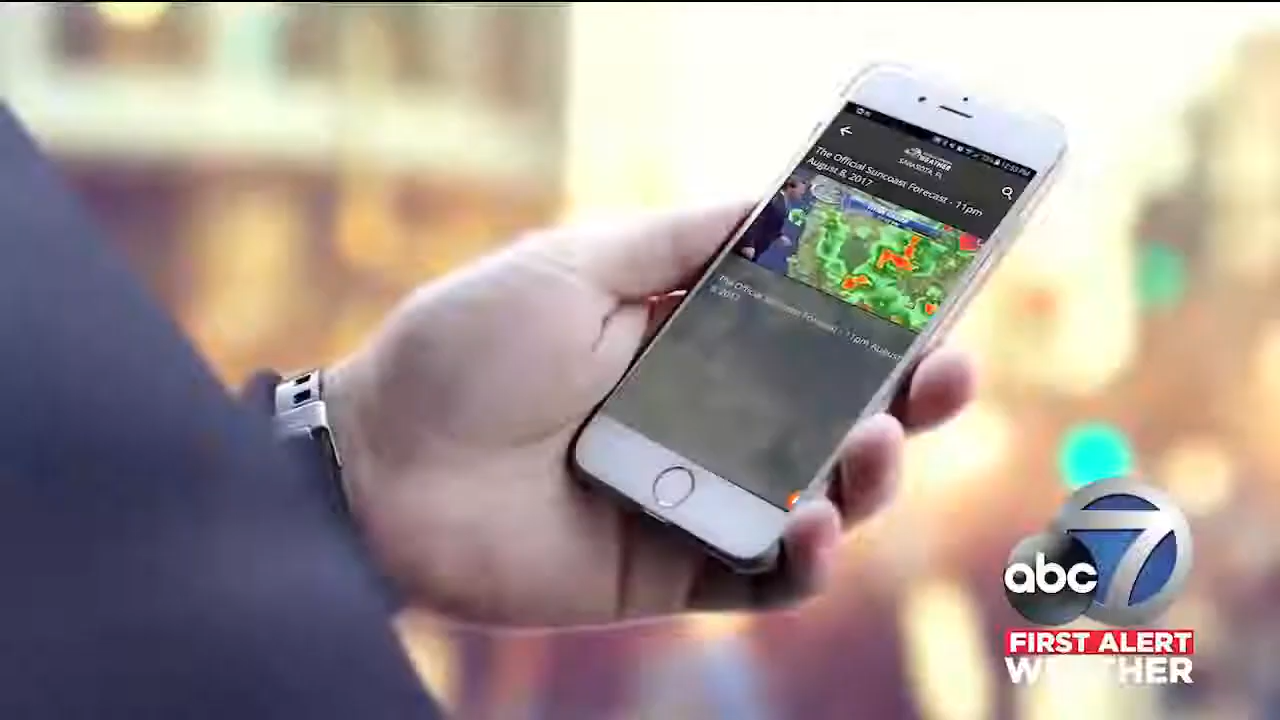 WEATHER
SARASOTA, FL
The Official Suncoast Forecast - 11pm
August 8, 2017
The Official Suncoast Forecast - 11pm August
8, 2017
abc 7
FIRST ALERT
WEATHER